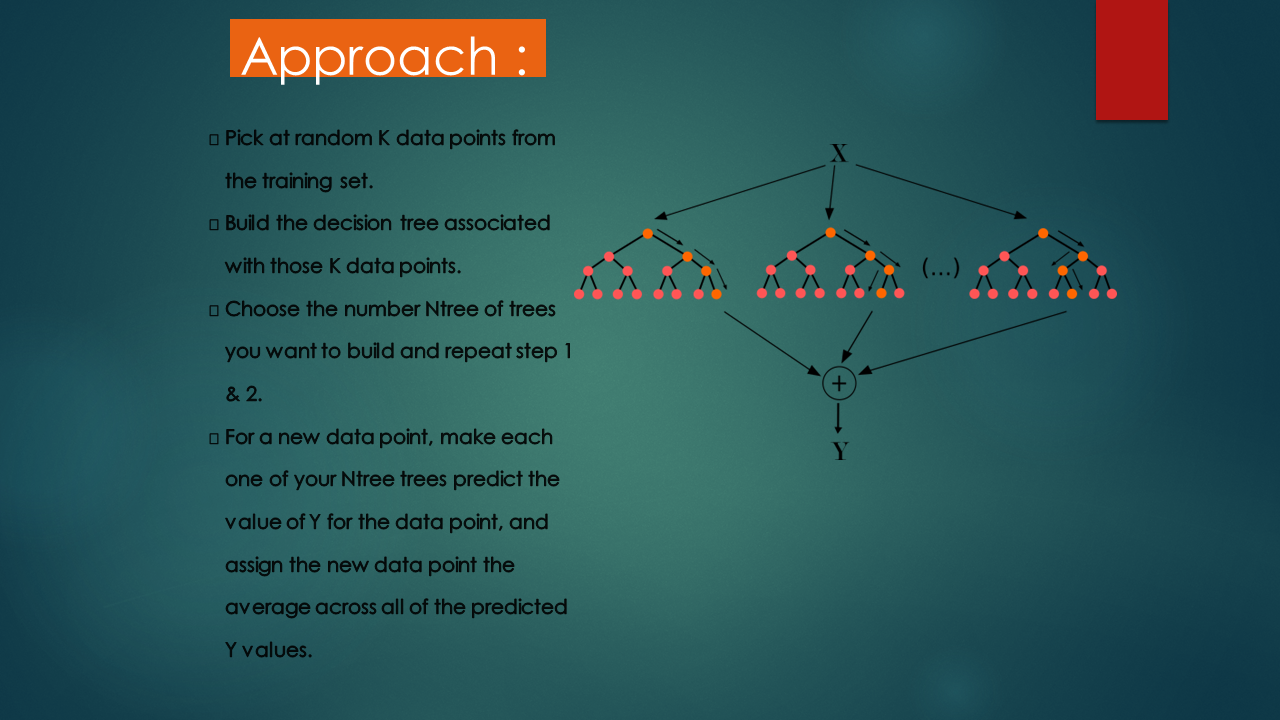 Approach :
Pick at random K data points from
the training set.
Build the decision tree associated
with those K data points.
Choose the number Ntree of trees
you want to build and repeat step 1
& 2.
For a new data point, make each
one of your Ntree trees predict the
value of Y for the data point, and
assign the new data point the
average across all of the predicted
Y values.
X
(...)
+
Y